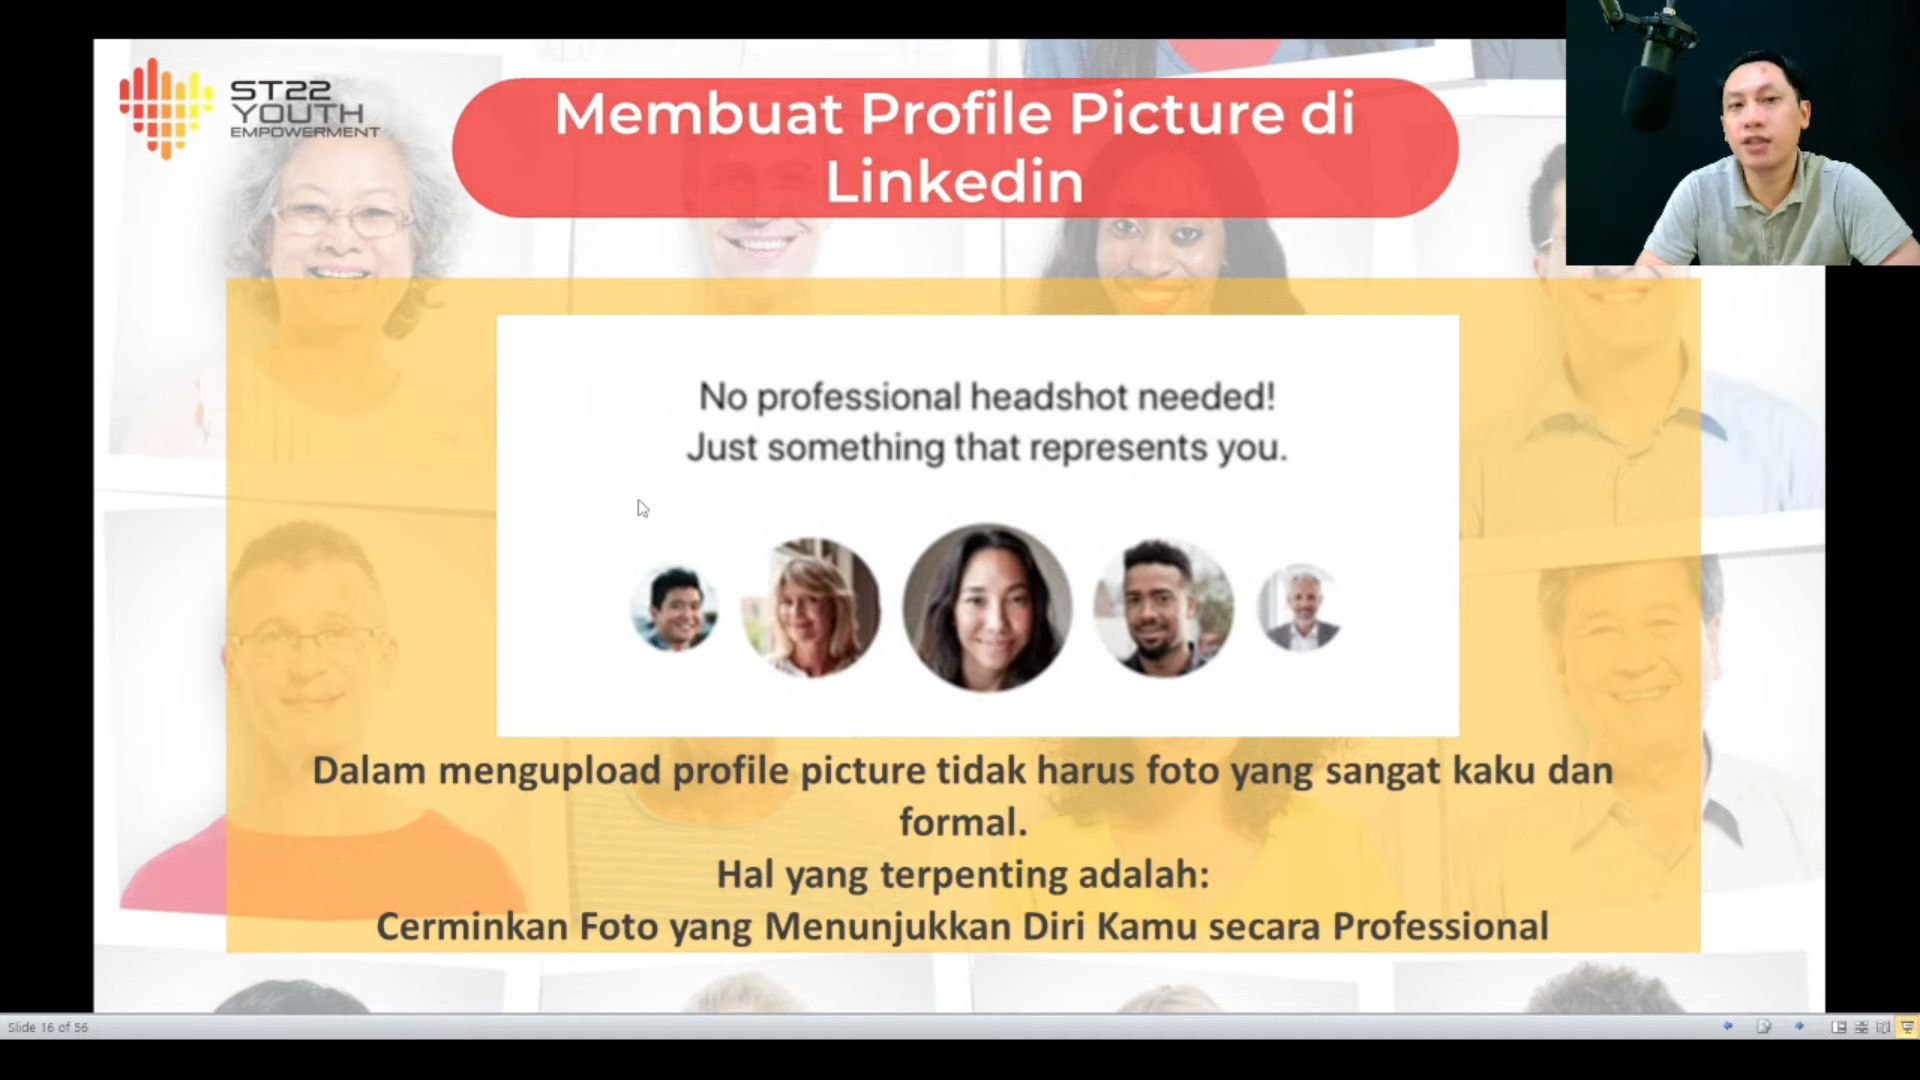 ST22
YOUTH
EMPOWERMENT
Membuat Profile Picture di
Linkedin
No professional headshot needed!
Just something that represents you.
Dalam mengupload profile picture tidak harus foto yang sangat kaku dan
formal.
Hal yang terpenting adalah:
Cerminkan Foto yang Menunjukkan Diri Kamu secara Professional
Slide 16 of 56